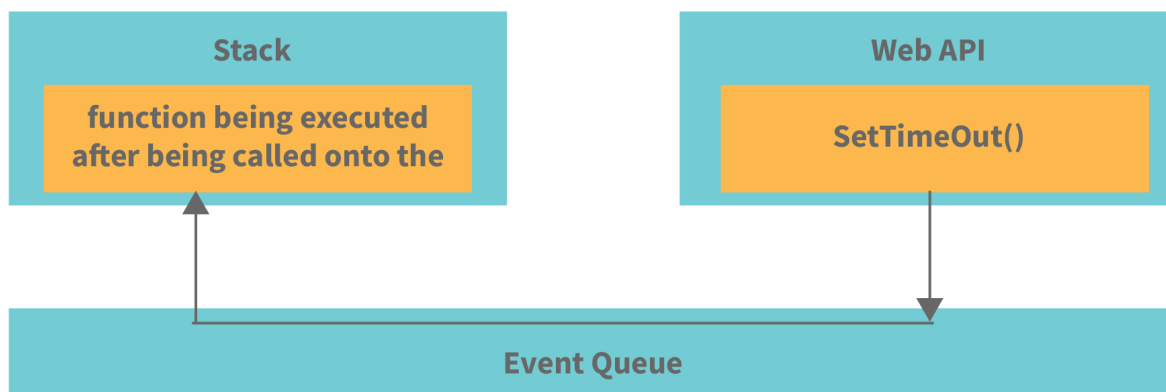 Stack
function being executed
after being called onto the
Web API
SetTimeOut()
Event Queue